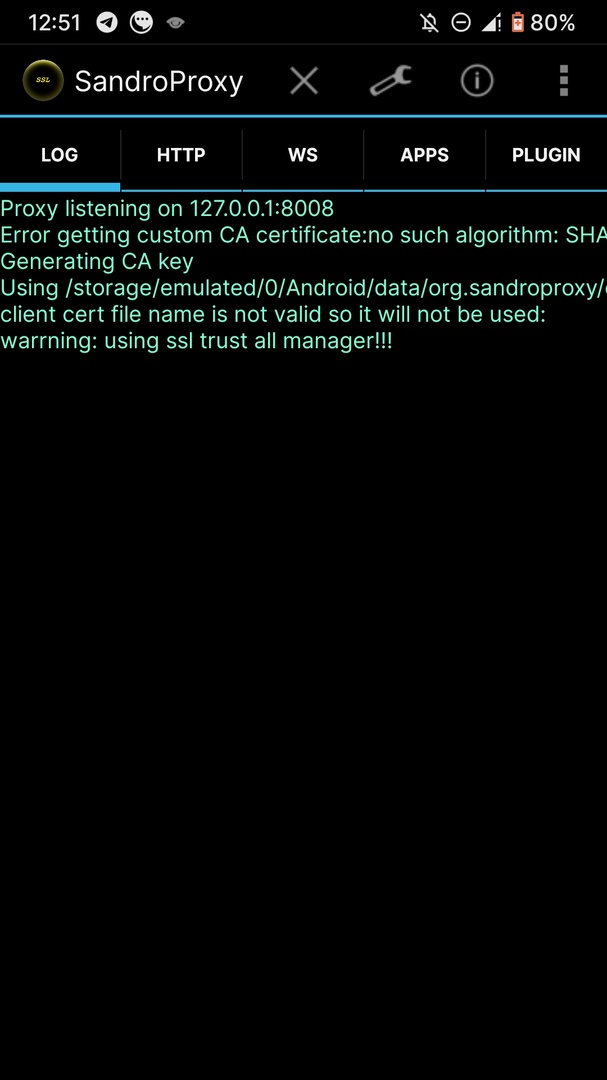 12:51
80%
SSL
SandroProxy
LOG
HTTP
WS
APPS
PLUGIN
Proxy listening on 127.0.0.1:8008
Error getting custom CA certificate:no such algorithm: SHA
Generating CA key
Using /storage/emulated/0/Android/data/org.sandroproxy/
client cert file name is not valid so it will not be used:
warrning: using ssl trust all manager!!!